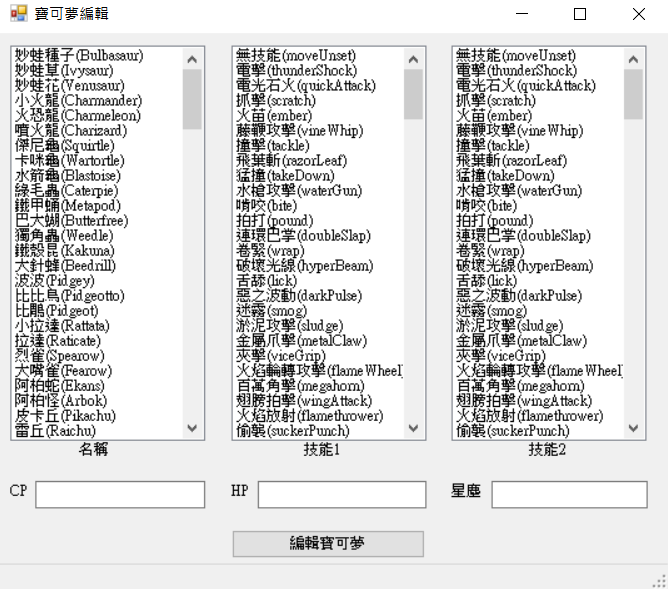 寶可夢編輯
妙蛙種子(Bulbasaur)
妙蛙草(Ivysaur)
妙蛙花(Venusaur)
小火龍(Charmander)
火恐龍(Charmeleon)
噴火龍(Charizard)
傑尼龜(Squirtle)
卡咪龜(Wartortle)
水箭龜(Blastoise)
綠毛蟲(Caterpie)
鐵甲蛹(Metapod)
巴大蝴(Butterfree)
獨角蟲(Weedle)
鐵殼昆(Kakuna)
大針蜂(Beedrill)
波波(Pidgey)
比比鳥(Pidgeotto)
比鵰(Pidgeot)
小拉達(Rattata)
拉達(Raticate)
烈雀(Spearow)
大嘴雀(Fearow)
阿柏蛇(Ekans)
阿柏怪(Arbok)
皮卡丘(Pikachu)
雷丘(Raichu)
名稱
無技能(moveUnset)
電擊(thunderShock)
電光石火(quickAttack)
抓擊(scratch)
火苗(ember)
藤鞭攻擊(vineWhip)
撞擊(tackle)
飛葉斬(razorLeaf)
猛撞(takeDown)
水槍攻擊(waterGun)
啃咬(bite)
拍打(pound)
連環巴掌(doubleSlap)
卷緊(wrap)
破壞光線(hyperBeam)
舌舔(lick)
惡之波動(darkPulse)
迷霧(smog)
淤泥攻擊(sludge)
金屬爪擊(metalClaw)
夾擊(viceGrip)
火焰輪轉攻擊(flameWheel)
百萬角擊(megahorn)
翅膀拍擊(wingAttack)
火焰放射(flamethrower)
偷襲(suckerPunch)
技能1
無技能(moveUnset)
電擊(thunderShock)
電光石火(quickAttack)
抓擊(scratch)
火苗(ember)
藤鞭攻擊(vineWhip)
撞擊(tackle)
飛葉斬(razorLeaf)
猛撞(takeDown)
水槍攻擊(waterGun)
啃咬(bite)
拍打(pound)
連環巴掌(doubleSlap)
卷緊(wrap)
破壞光線(hyperBeam)
舌舔(lick)
惡之波動(darkPulse)
迷霧(smog)
淤泥攻擊(sludge)
金屬爪擊(metalClaw)
夾擊(viceGrip)
火焰輪轉攻擊(flameWheel)
百萬角擊(megahorn)
翅膀拍擊(wingAttack)
火焰放射(flamethrower)
偷襲(suckerPunch)
技能2
CP
HP
星塵
編輯寶可夢